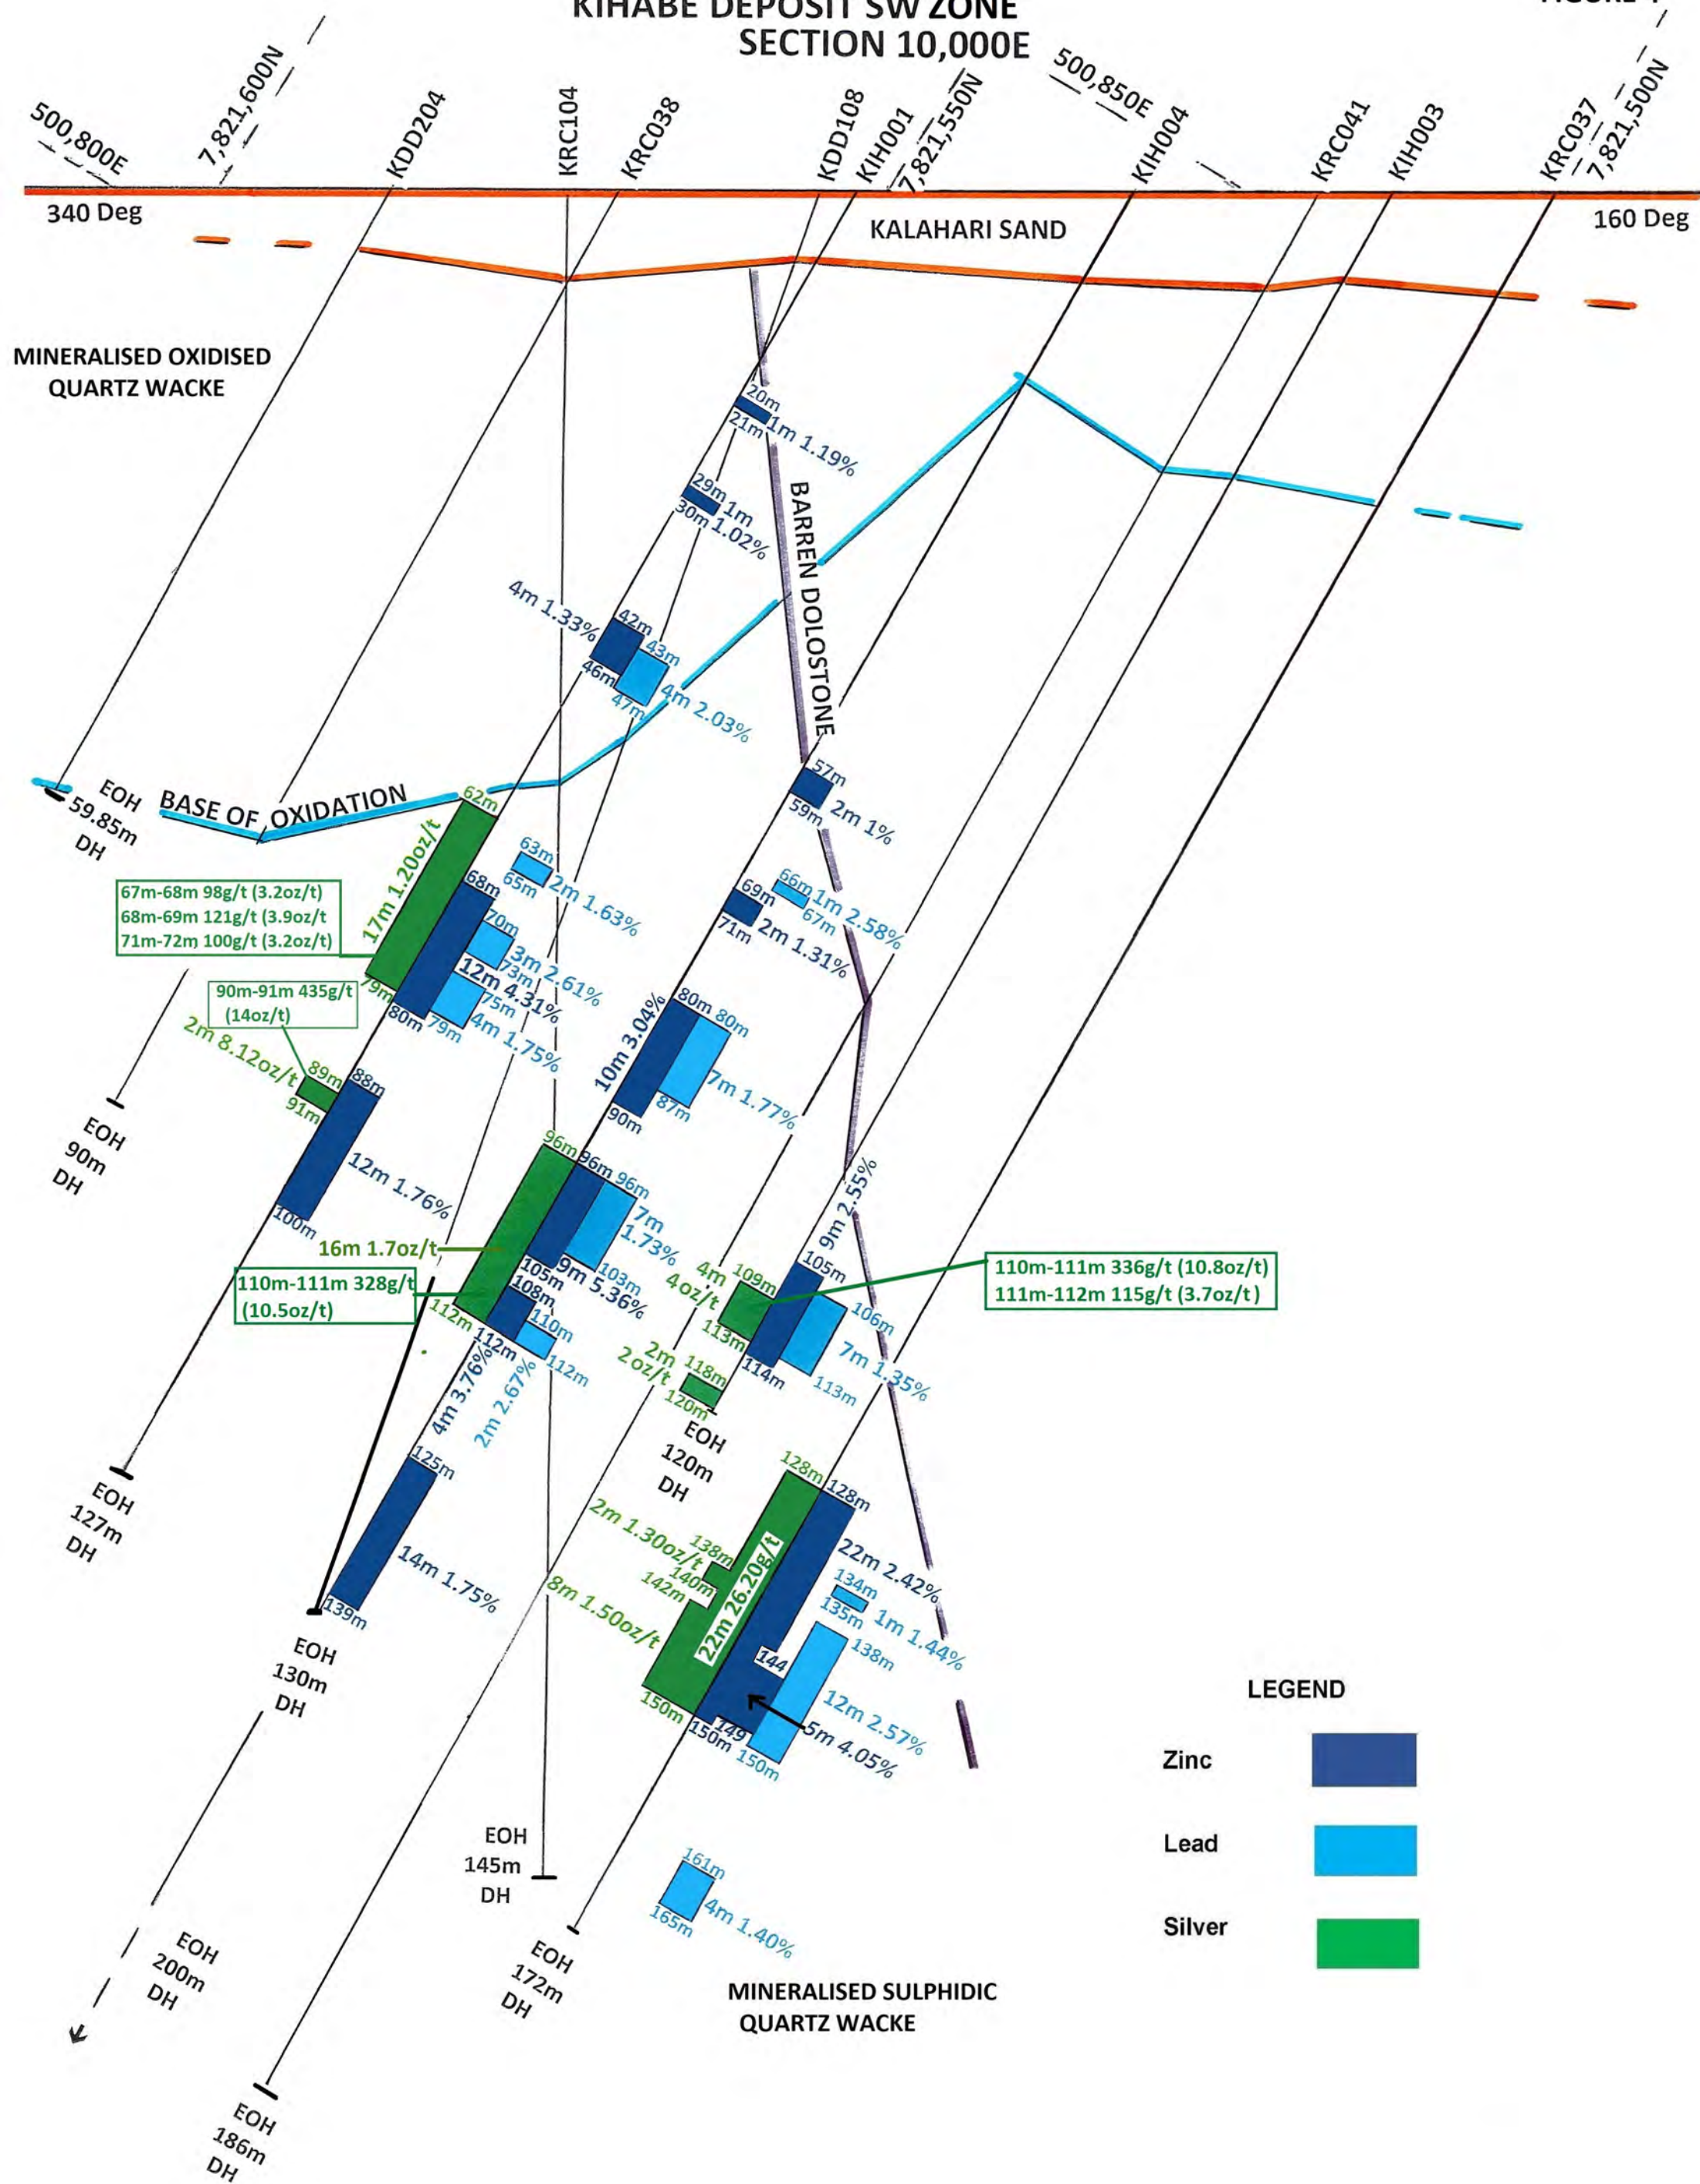 KIHABE DEPOSIT SW ZONE
SECTION 10,000E
500,800E
7,821,600N
KDD204
KRC104
KRC038
KDD108
KIH001
7,821,550N
500,850E
KIH004
KRC041
KIH003
KRC037
7,821,500N
340 Deg
KALAHARI SAND
160 Deg
MINERALISED OXIDISED
QUARTZ WACKE
20m
21m
1m 1.19%
29m
30m
1m
1.02%
BARREN DOLOSTONE
4m 1.33%
42m
46m
43m
47m
4m 2.03%
57m
59m
2m 1%
EOH
59.85m
DH
BASE OF OXIDATION
62m
17m 1.20oz/t
79m
63m
65m
2m 1.63%
67m-68m 98g/t (3.2oz/t)
68m-69m 121g/t (3.9oz/t
71m-72m 100g/t (3.2oz/t)
68m
80m
12m 4.31%
70m
73m
3m 2.61%
75m
79m
4m 1.75%
66m
67m
1m 2.58%
69m
71m
2m 1.31%
90m-91m 435g/t
(14oz/t)
2m 8.12oz/t
89m
91m
88m
100m
12m 1.76%
10m 3.04%
80m
90m
80m
87m
7m 1.77%
EOH
90m
DH
96m
96m
96m
7m
1.73%
103m
105m
9m 5.36%
16m 1.7oz/t
110m-111m 328g/t
(10.5oz/t)
112m
108m
112m
4m 3.76%
110m
112m
2m 2.67%
9m 2.55%
105m
114m
4m
4oz/t
109m
113m
106m
113m
7m 1.35%
110m-111m 336g/t (10.8oz/t)
111m-112m 115g/t (3.7oz/t)
2m
2oz/t
118m
120m
EOH
120m
DH
EOH
127m
DH
125m
139m
14m 1.75%
128m
128m
22m 26.20g/t
22m 2.42%
2m 1.30oz/t
138m
140m
142m
8m 1.50oz/t
150m
134m
135m
1m 1.44%
138m
12m 2.57%
144
149
150m
150m
5m 4.05%
EOH
130m
DH
EOH
145m
DH
161m
165m
4m 1.40%
EOH
172m
DH
EOH
200m
DH
EOH
186m
DH
MINERALISED SULPHIDIC
QUARTZ WACKE
LEGEND
Zinc
Lead
Silver